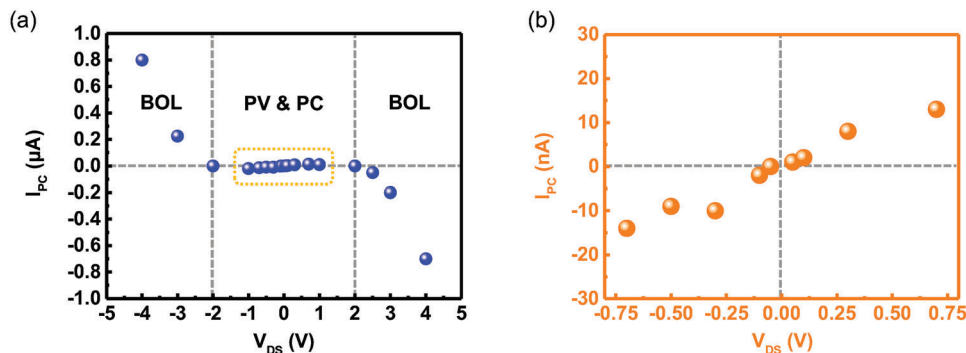 (a)
1.0
0.8
0.6
0.4
0.2
0.0
-0.2
-0.4
-0.6
-0.8
-1.0
I_PC (μA)
BOL
PV & PC
BOL
-5 -4 -3 -2 -1 0 1 2 3 4 5
V_DS (V)
(b)
30
20
10
0
-10
-20
-30
I_PC (nA)
-0.75 -0.50 -0.25 0.00 0.25 0.50 0.75
V_DS (V)